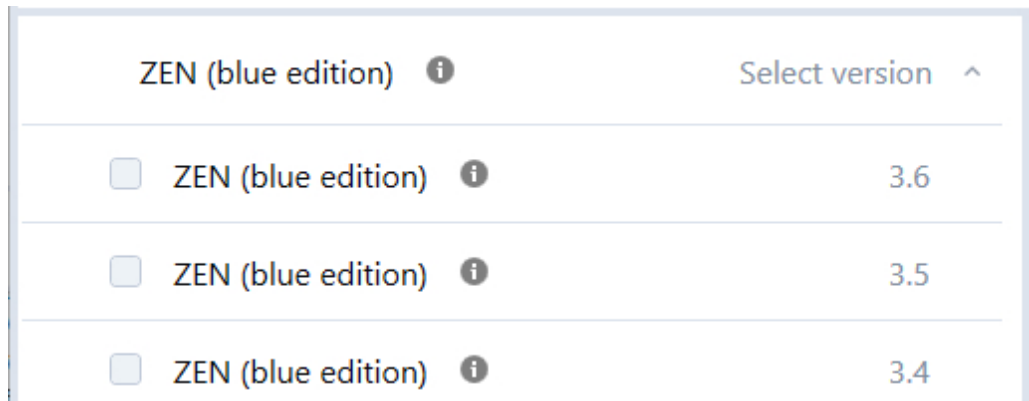 ZEN (blue edition) Select version
ZEN (blue edition) 3.6
ZEN (blue edition) 3.5
ZEN (blue edition) 3.4